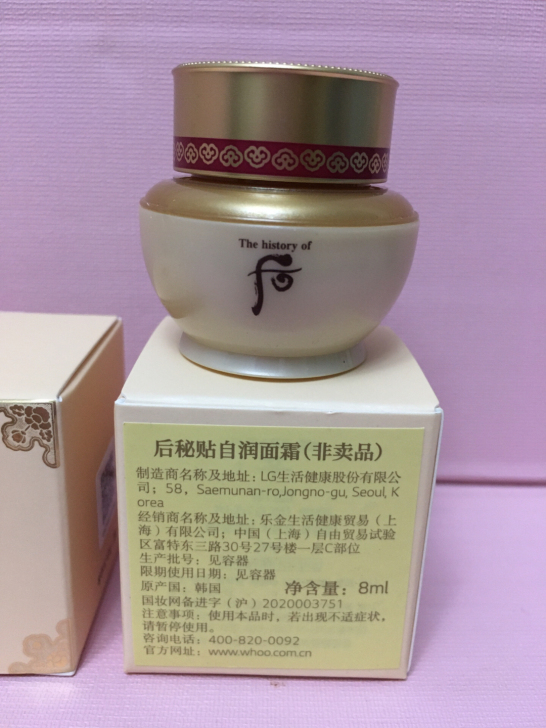 The history of
后
后秘贴自润面霜(非卖品)
制造商名称及地址：LG生活健康股份有限公
司；58，Saemunan-ro,Jongno-gu, Seoul, K
orea
经销商名称及地址：乐金生活健康贸易（上
海）有限公司；中国（上海）自由贸易试验
区富特东三路30号27号楼一层C部位
生产批号：见容器
限期使用日期：见容器
原产国：韩国 净含量：8ml
国妆网备进字（沪）2020003751
注意事项：使用本品时，若出现不适症状，
请暂停使用。
咨询电话：400-820-0092
官方网址：www.whoo.com.cn